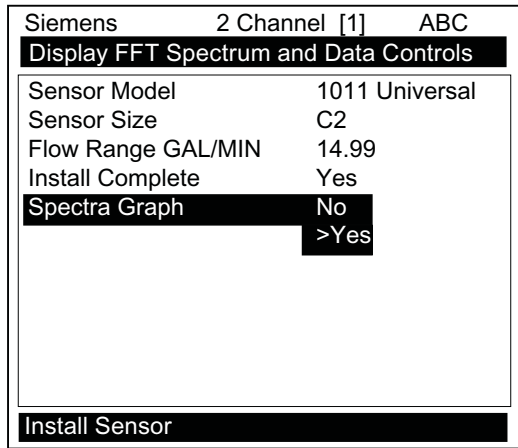 Siemens 2 Channel [1] ABC
Display FFT Spectrum and Data Controls
Sensor Model 1011 Universal
Sensor Size C2
Flow Range GAL/MIN 14.99
Install Complete Yes
Spectra Graph No
>Yes
Install Sensor